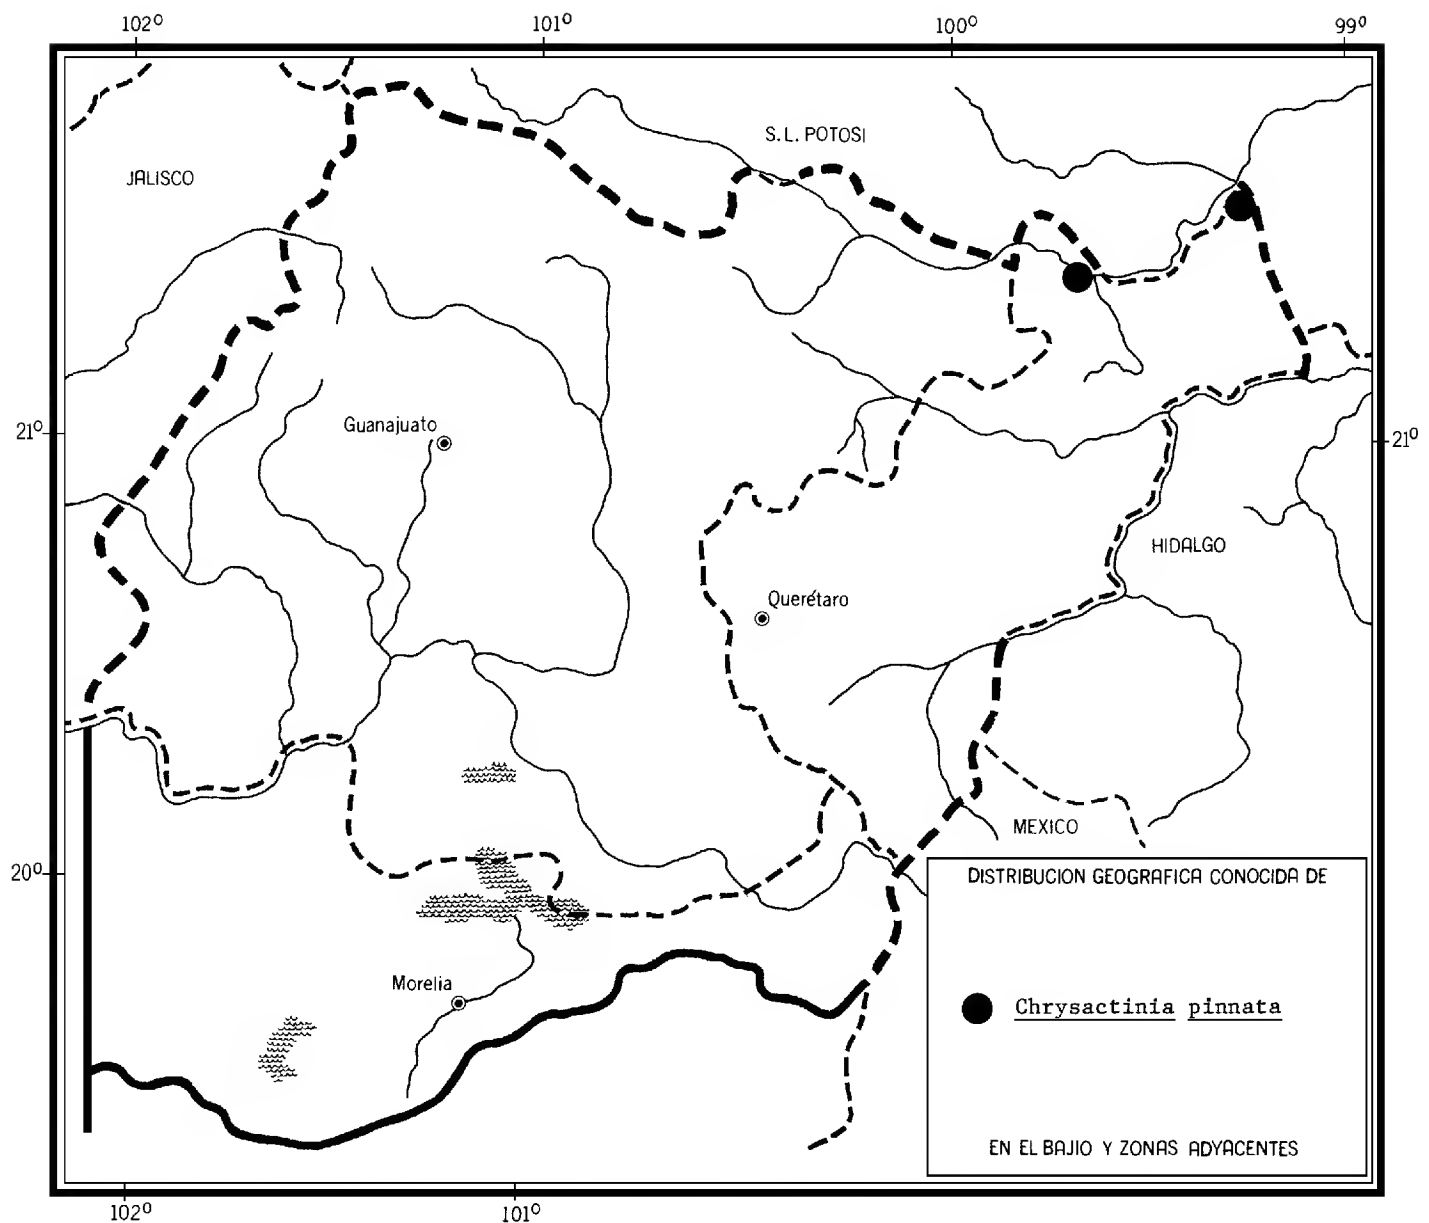 102º 101º 100º 99º
S.L. POTOSI
JALISCO
Guanajuato
21º 21º
HIDALGO
Querétaro
MEXICO
20º
DISTRIBUCION GEOGRAFICA CONOCIDA DE
Morelia
Chrysactinia pinnata
EN EL BAJIO Y ZONAS ADYACENTES
102º 101º